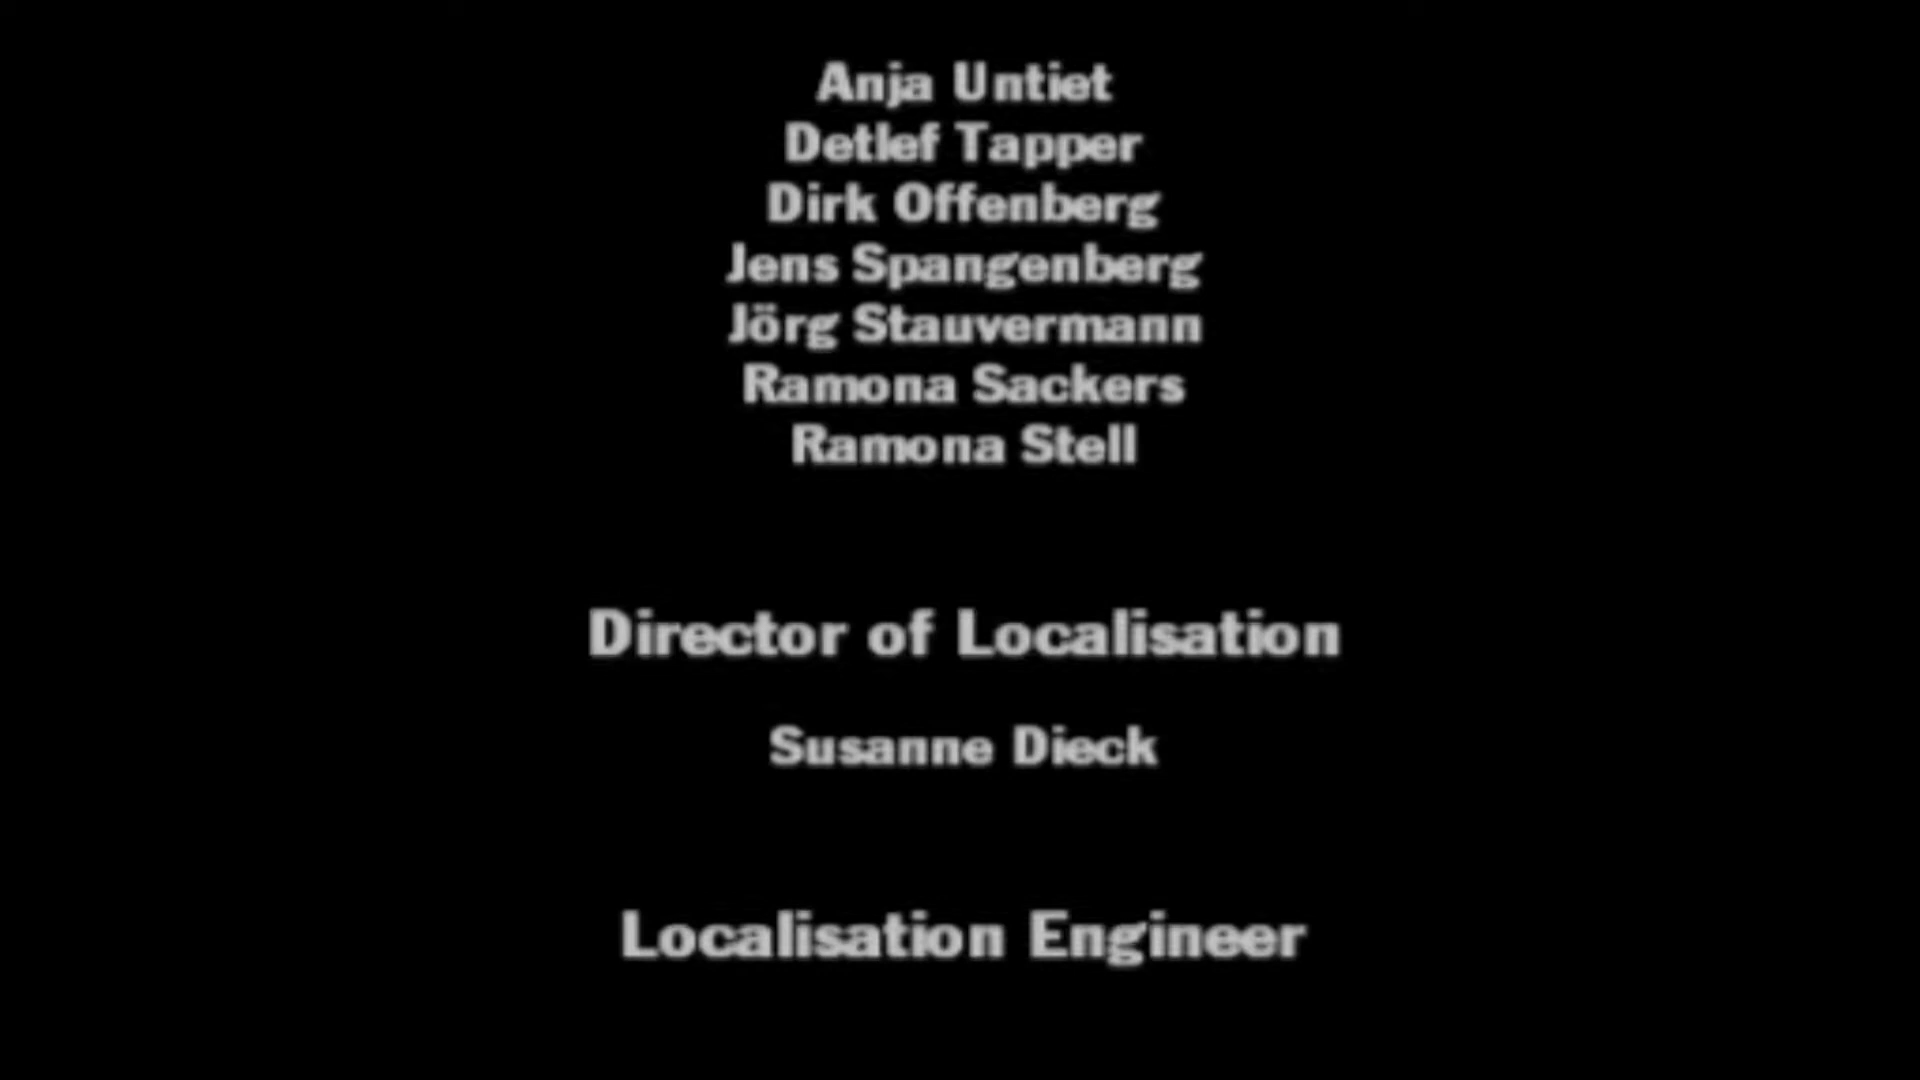 Anja Untiet
Detlef Tapper
Dirk Offenberg
Jens Spangenberg
Jörg Stauvermann
Ramona Sackers
Ramona Stell
Director of Localisation
Susanne Dieck
Localisation Engineer